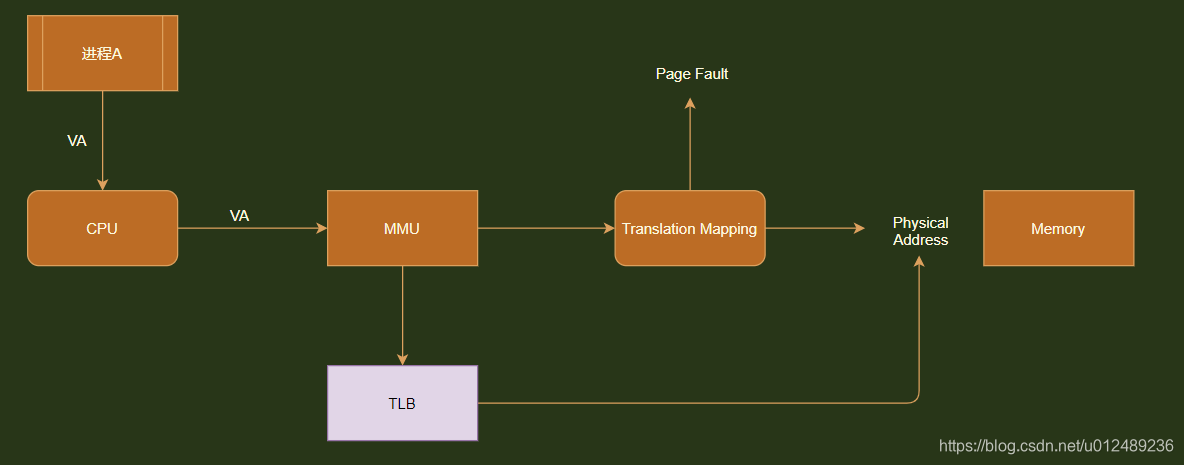 进程A
Page Fault
VA
CPU
VA
MMU
Translation Mapping
Physical
Address
Memory
TLB
https://blog.csdn.net/u012489236